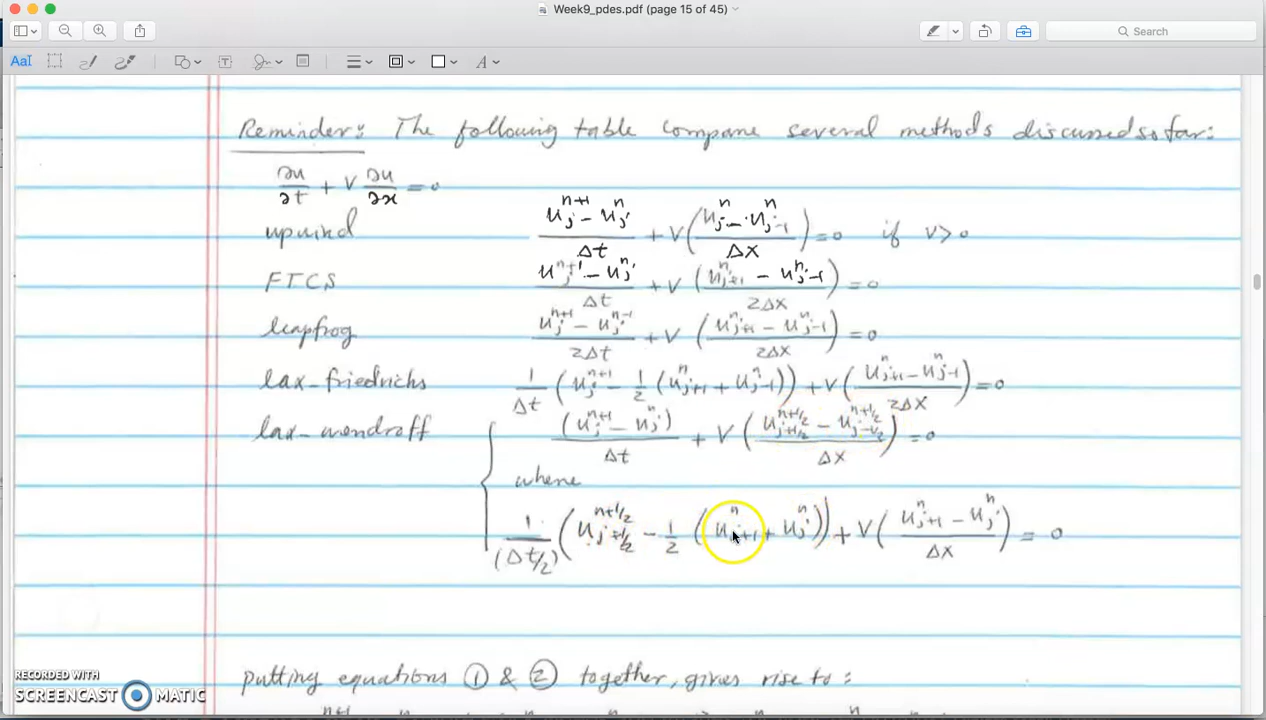 Week9_pdes.pdf (page 15 of 45)
Search
AaI
T
A
Reminder: The following table compare several methods discussed so far:
∂u/∂t + V ∂u/∂x = 0
upwind (u_j^{n+1} - u_j^n)/Δt + V((u_j^n - u_{j-1}^n)/Δx) = 0 if V>0
FTCS (u_j^{n+1} - u_j^n)/Δt + V((u_{j+1}^n - u_{j-1}^n)/2Δx) = 0
leapfrog (u_j^{n+1} - u_j^{n-1})/2Δt + V((u_{j+1}^n - u_{j-1}^n)/2Δx) = 0
lax-friedrichs 1/Δt (u_j^{n+1} - 1/2 (u_{j+1}^n + u_{j-1}^n)) + V((u_{j+1}^n - u_{j-1}^n)/2Δx) = 0
lax-wendroff { (u_j^{n+1} - u_j^n)/Δt + V((u_{j+1/2}^{n+1/2} - u_{j-1/2}^{n+1/2})/Δx) = 0
where
1/(Δt/2) (u_{j+1/2}^{n+1/2} - 1/2 (u_{j+1}^n + u_j^n)) + V((u_{j+1}^n - u_j^n)/Δx) = 0
RECORDED WITH
SCREENCAST MATIC
putting equations ① & ② together, gives rise to: